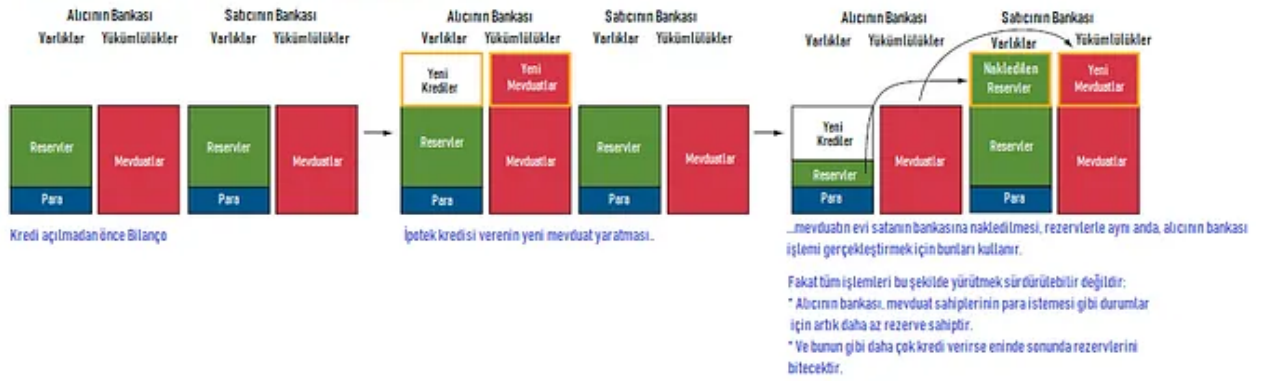 Alıcının Bankası Satıcının Bankası
Varlıklar Yükümlülükler Varlıklar Yükümlülükler
Reservler
Mevduatlar
Reservler
Mevduatlar
Para
Para
Kredi açılmadan önce Bilanço
Alıcının Bankası Satıcının Bankası
Varlıklar Yükümlülükler Varlıklar Yükümlülükler
Yeni
Krediler
Yeni
Mevduatlar
Reservler
Mevduatlar
Reservler
Mevduatlar
Para
Para
İpotek kredisi verenin yeni mevduat yaratması..
Alıcının Bankası Satıcının Bankası
Varlıklar Yükümlülükler Varlıklar Yükümlülükler
Nakledilen
Reservler
Yeni
Mevduatlar
Yeni
Krediler
Reservler
Mevduatlar
Reservler
Mevduatlar
Para
Para
...mevduatın evi satanın bankasına nakledilmesi, rezervlerle aynı anda, alıcının bankası
işlemi gerçekleştirmek için bunları kullanır.
Fakat tüm işlemleri bu şekilde yürütmek sürdürülebilir değildir:
* Alıcının bankası, mevduat sahiplerinin para istemesi gibi durumlar
için artık daha az rezerve sahiptir.
* Ve bunun gibi daha çok kredi verirse eninde sonunda rezervlerini
bitecektir.